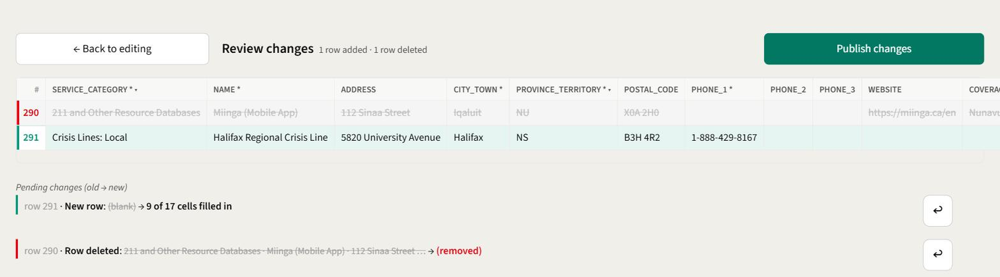 ← Back to editing Review changes 1 row added · 1 row deleted Publish changes
# SERVICE_CATEGORY * ▾ NAME * ADDRESS CITY_TOWN * PROVINCE_TERRITORY * ▾ POSTAL_CODE PHONE_1 * PHONE_2 PHONE_3 WEBSITE COVERAG
290 211 and Other Resource Databases Miinga (Mobile App) 112 Sinaa Street Iqaluit NU X0A 2H0 https://miinga.ca/en Nunavu
291 Crisis Lines: Local Halifax Regional Crisis Line 5820 University Avenue Halifax NS B3H 4R2 1-888-429-8167
Pending changes (old → new)
row 291 · New row: (blank) → 9 of 17 cells filled in ↩
row 290 · Row deleted: 211 and Other Resource Databases · Miinga (Mobile App) · 112 Sinaa Street … → (removed) ↩